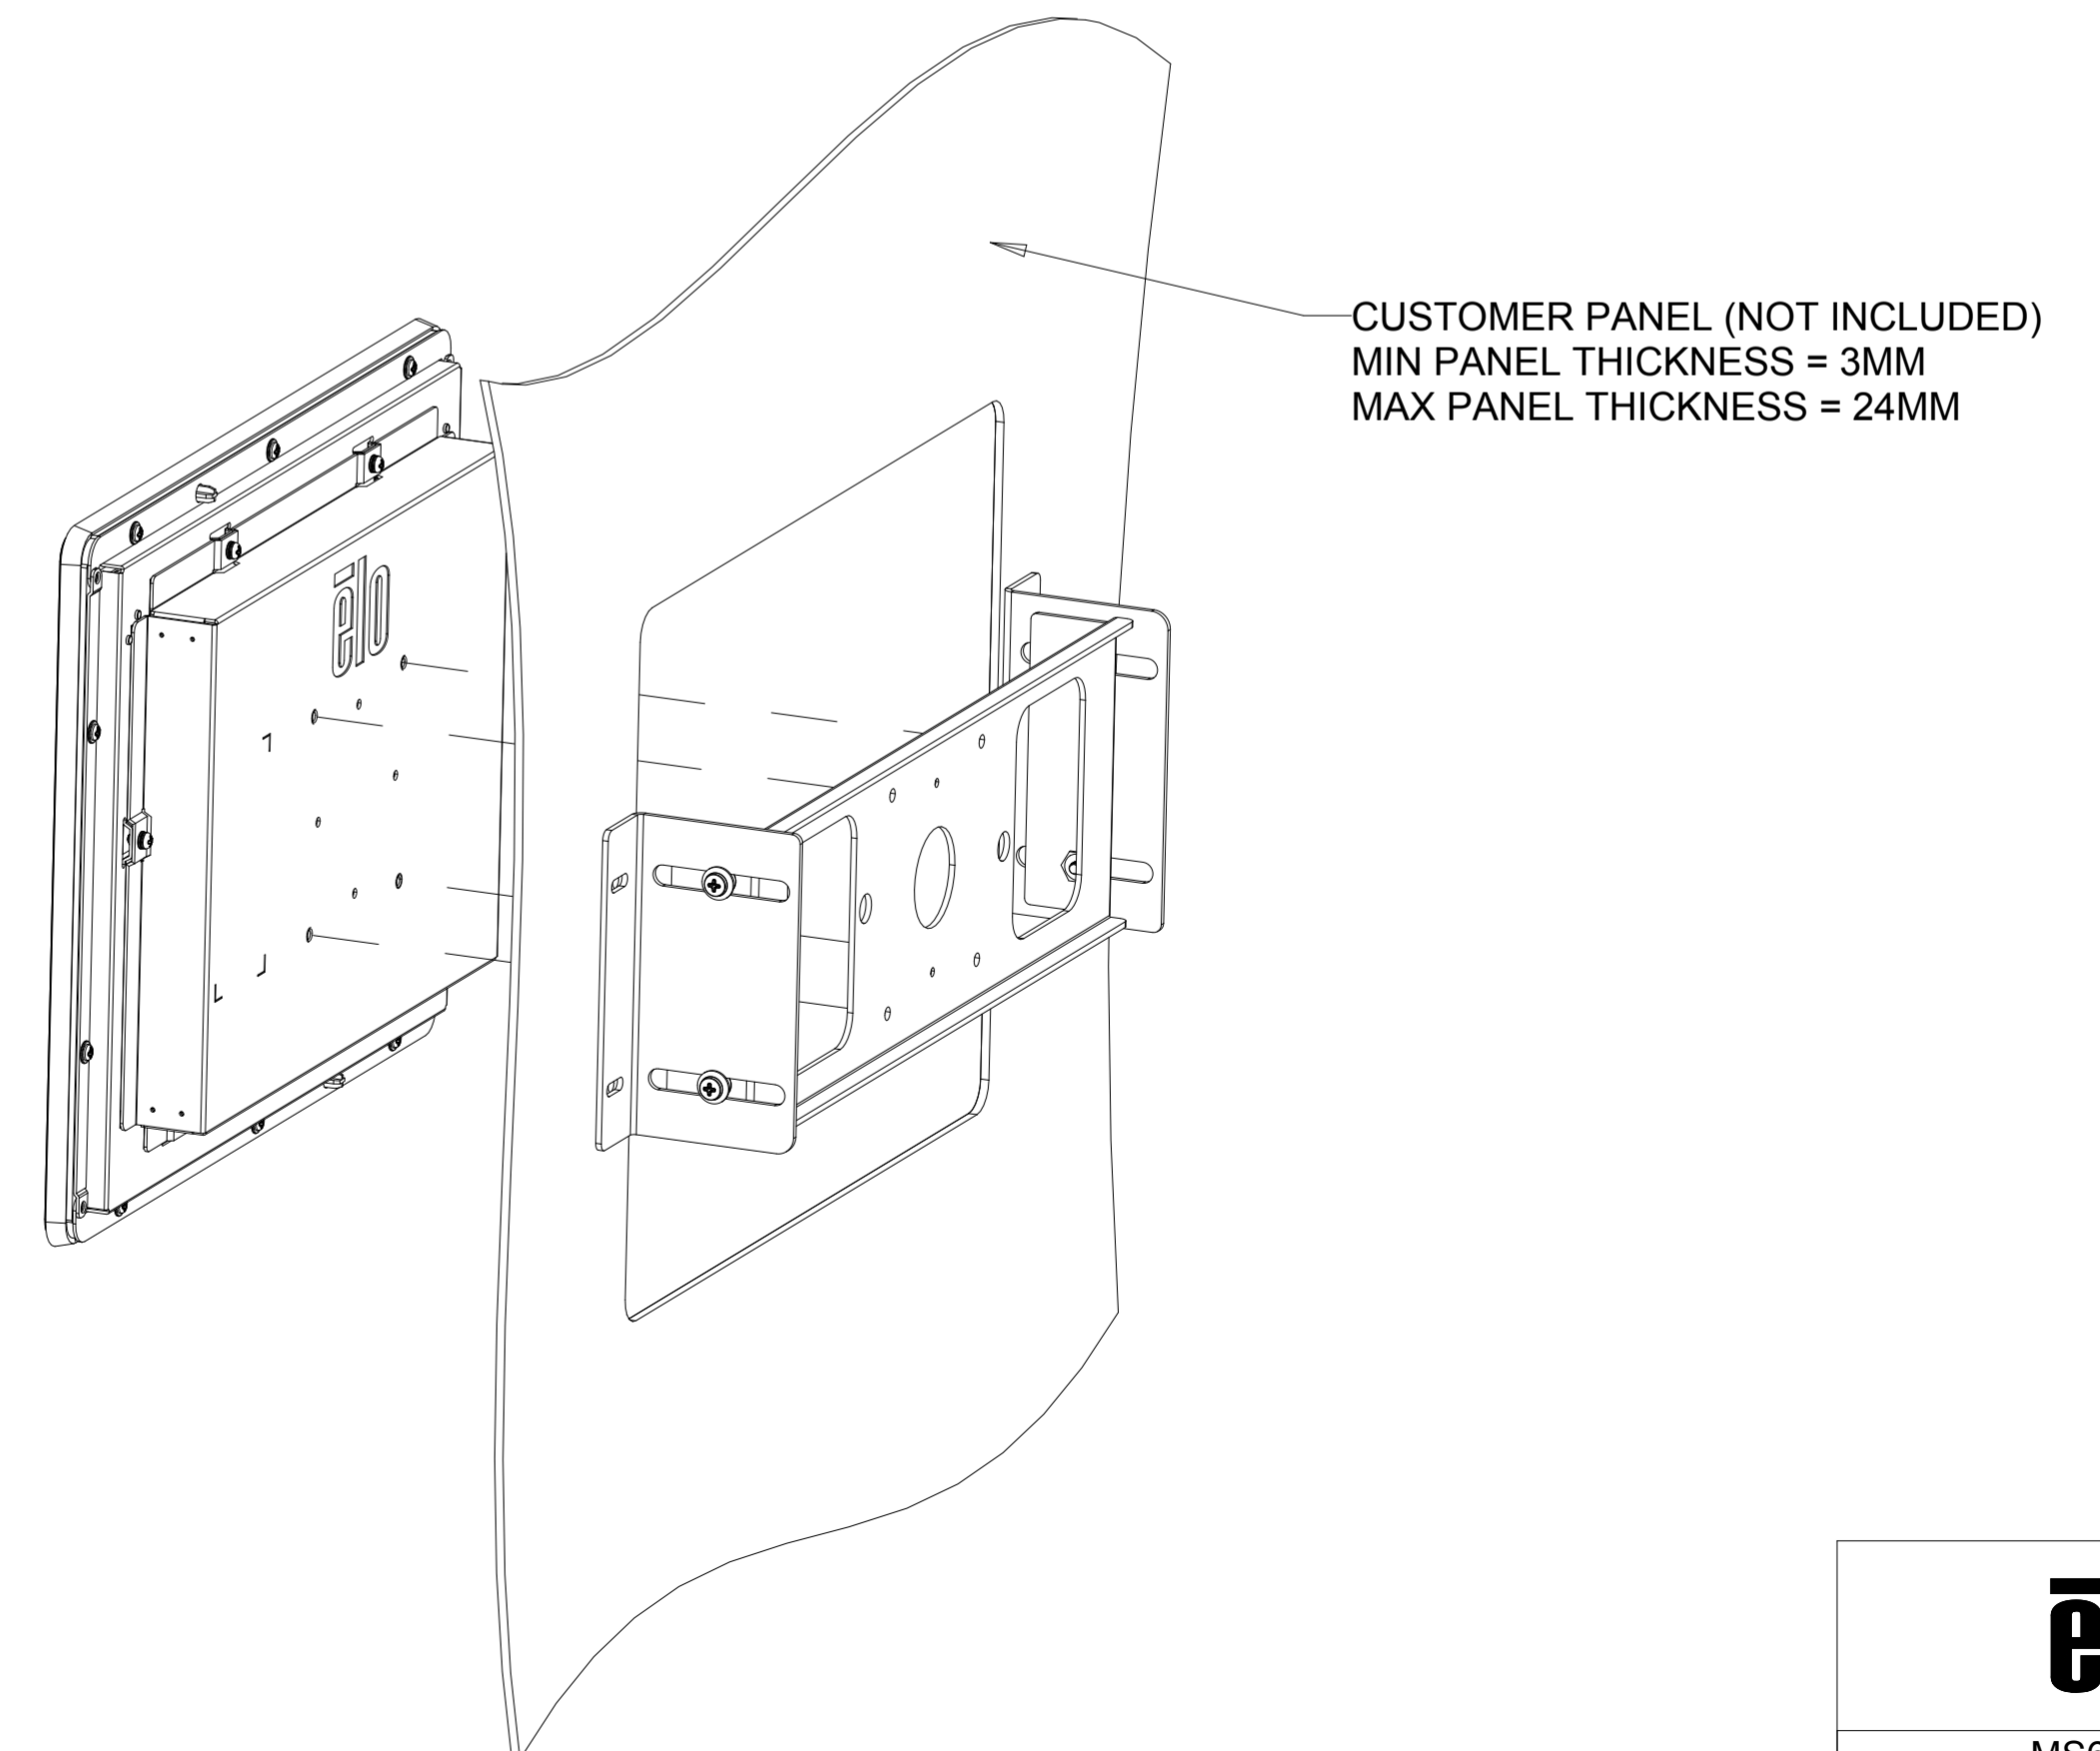 CUSTOMER PANEL (NOT INCLUDED)
MIN PANEL THICKNESS = 3MM
MAX PANEL THICKNESS = 24MM
elo